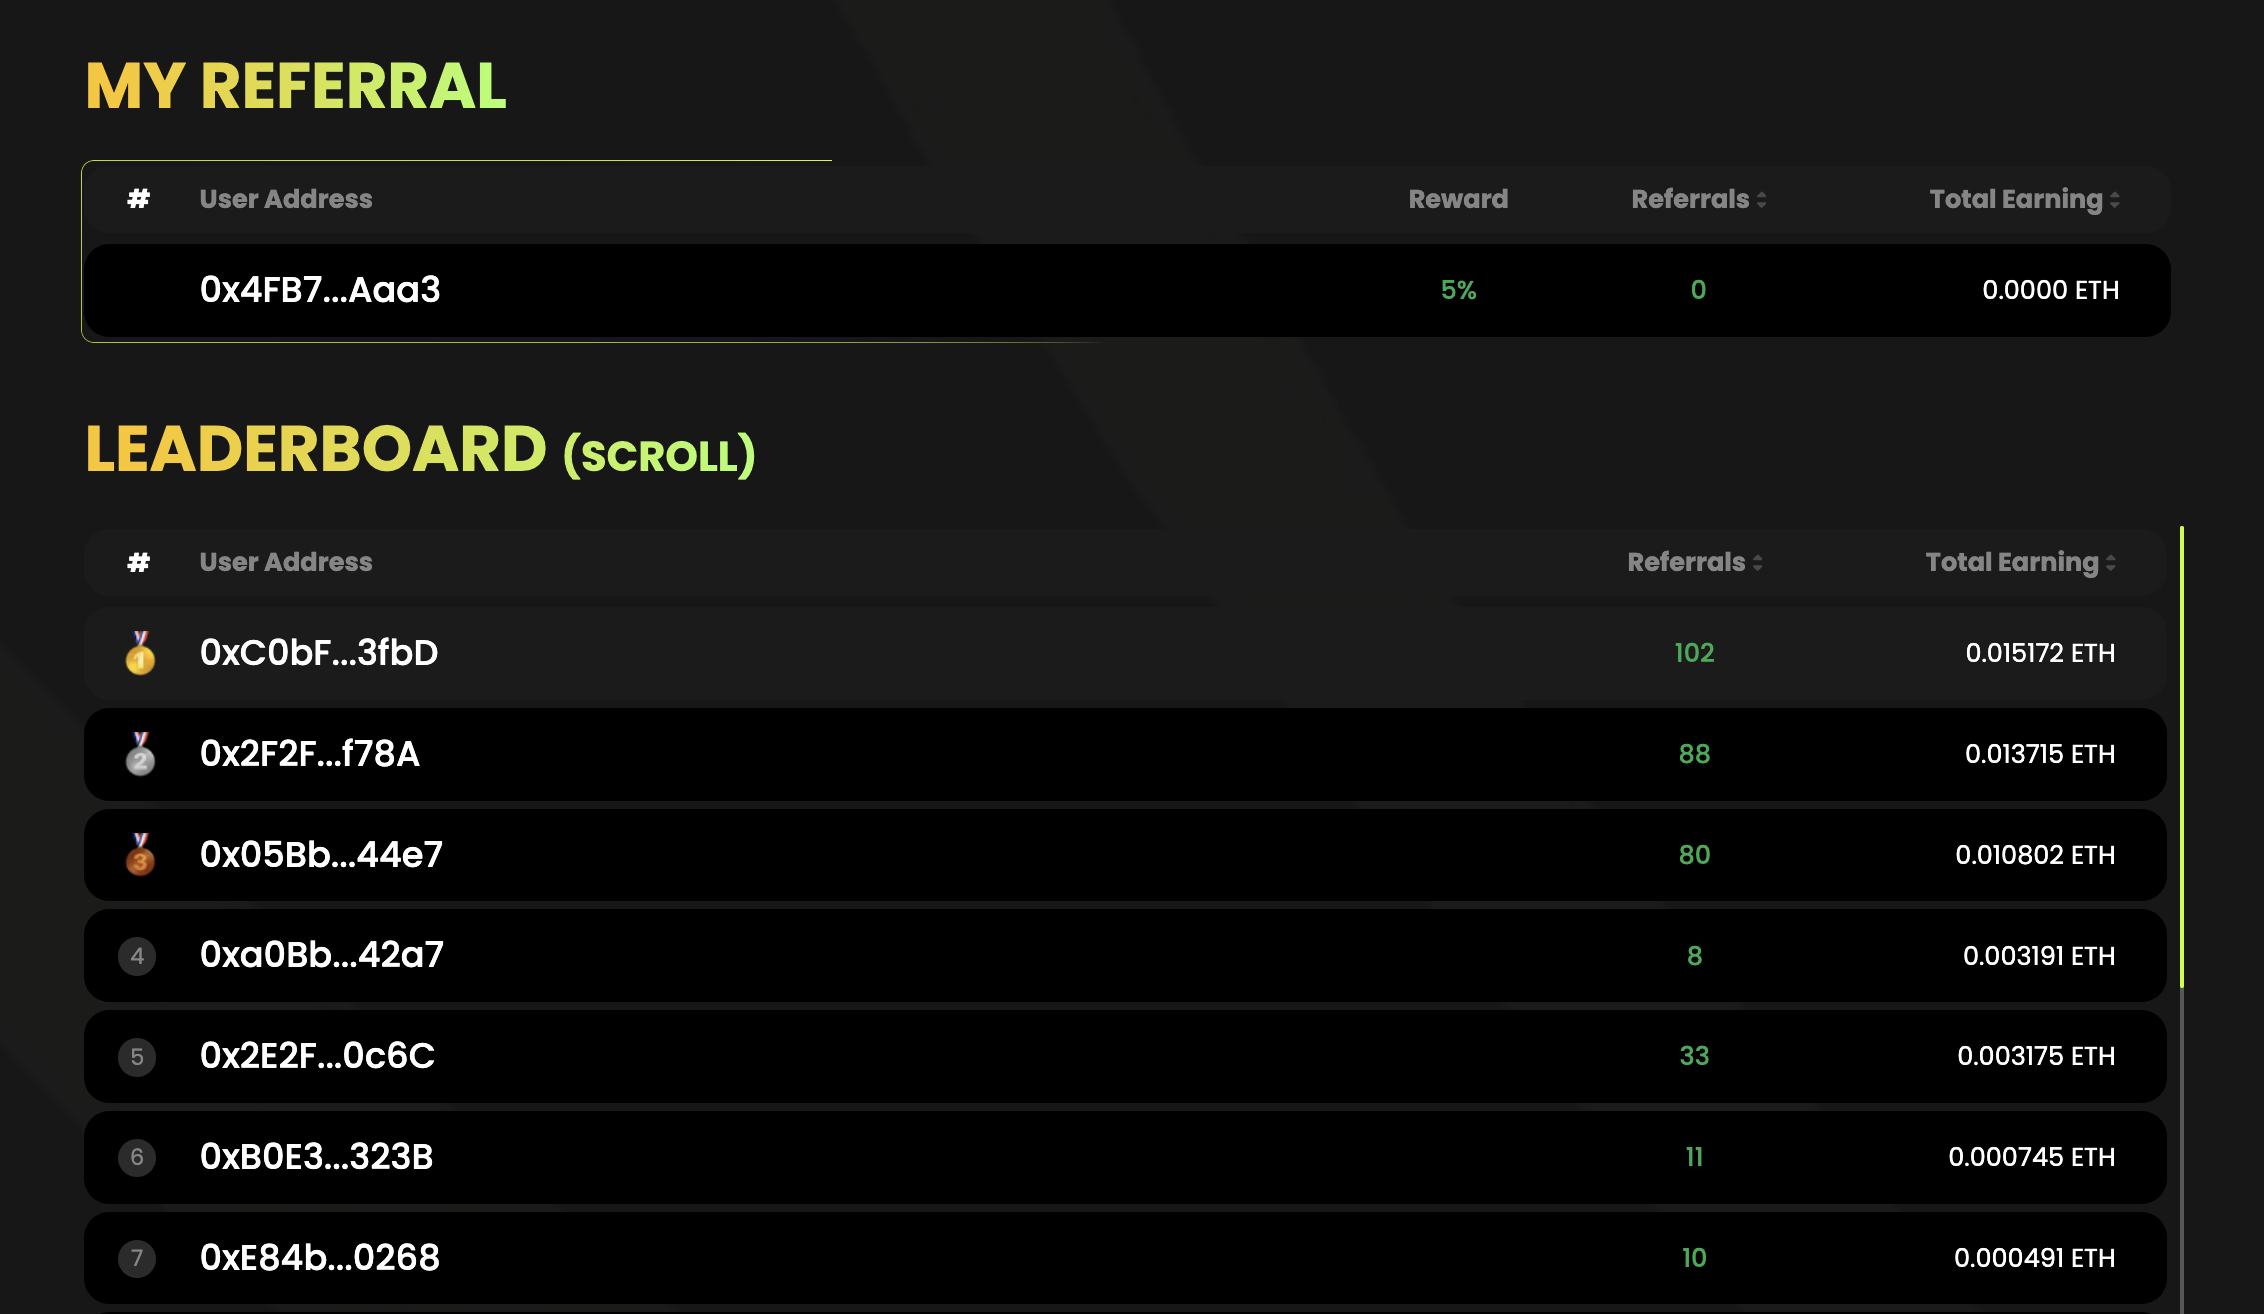 MY REFERRAL
# User Address Reward Referrals Total Earning
0x4FB7...Aaa3 5% 0 0.0000 ETH
LEADERBOARD (SCROLL)
# User Address Referrals Total Earning
1 0xC0bF...3fbD 102 0.015172 ETH
2 0x2F2F...f78A 88 0.013715 ETH
3 0x05Bb...44e7 80 0.010802 ETH
4 0xa0Bb...42a7 8 0.003191 ETH
5 0x2E2F...0c6C 33 0.003175 ETH
6 0xB0E3...323B 11 0.000745 ETH
7 0xE84b...0268 10 0.000491 ETH